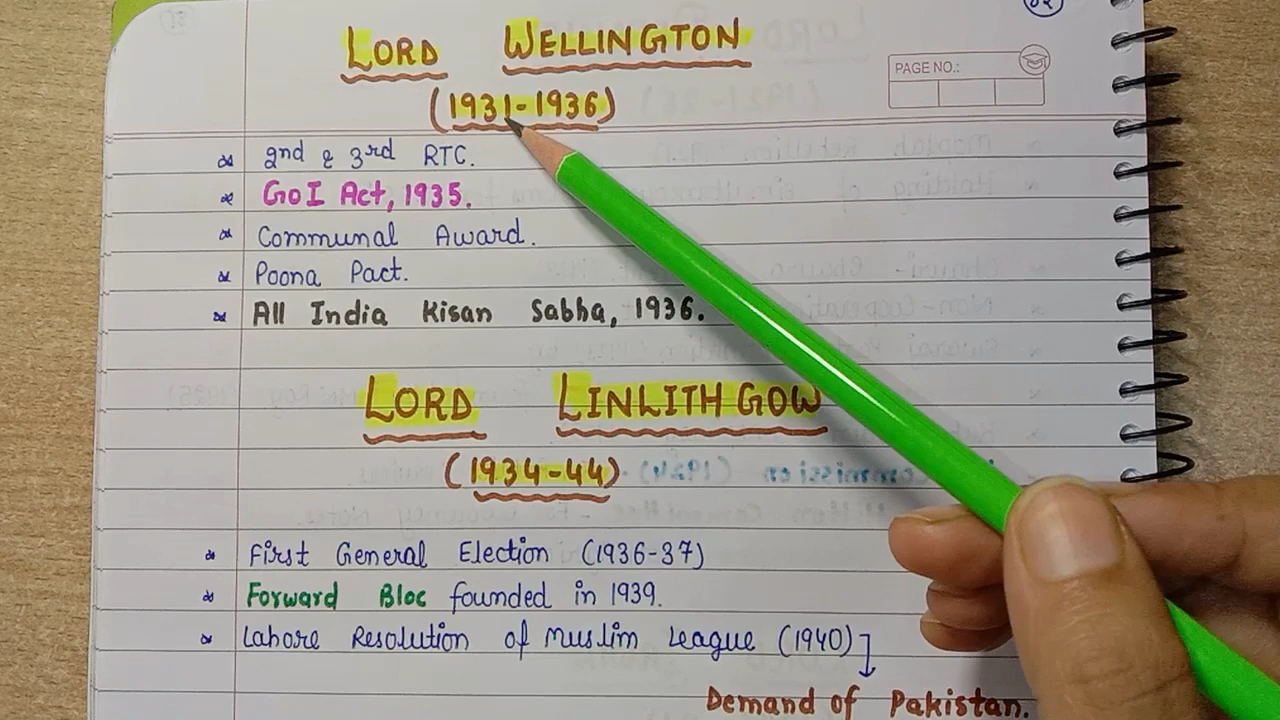 02
LORD WELLINGTON
PAGE NO.:
(1931-1936)
2nd & 3rd RTC.
GoI Act, 1935.
Communal Award.
Poona Pact.
All India Kisan Sabha, 1936.
LORD LINLITHGOW
(1934-44)
First General Election (1936-37)
Forward Bloc founded in 1939.
Lahore Resolution of Muslim League (1940)
Demand of Pakistan.